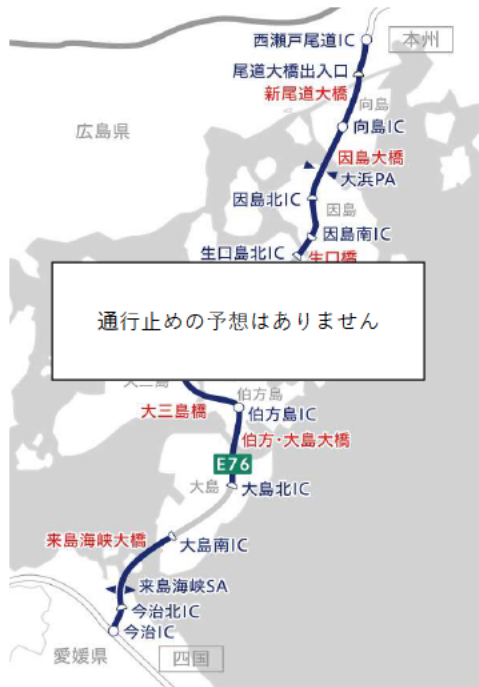 西瀬戸尾道IC
本州
尾道大橋出入口
新尾道大橋
向島
広島県
向島IC
因島大橋
大浜PA
因島北IC
因島
因島南IC
生口島北IC
生口橋
通行止めの予想はありません
大三島
伯方島
大三島橋
伯方島IC
伯方・大島大橋
E76
大島
大島北IC
来島海峡大橋
大島南IC
来島海峡SA
今治北IC
今治IC
愛媛県
四国